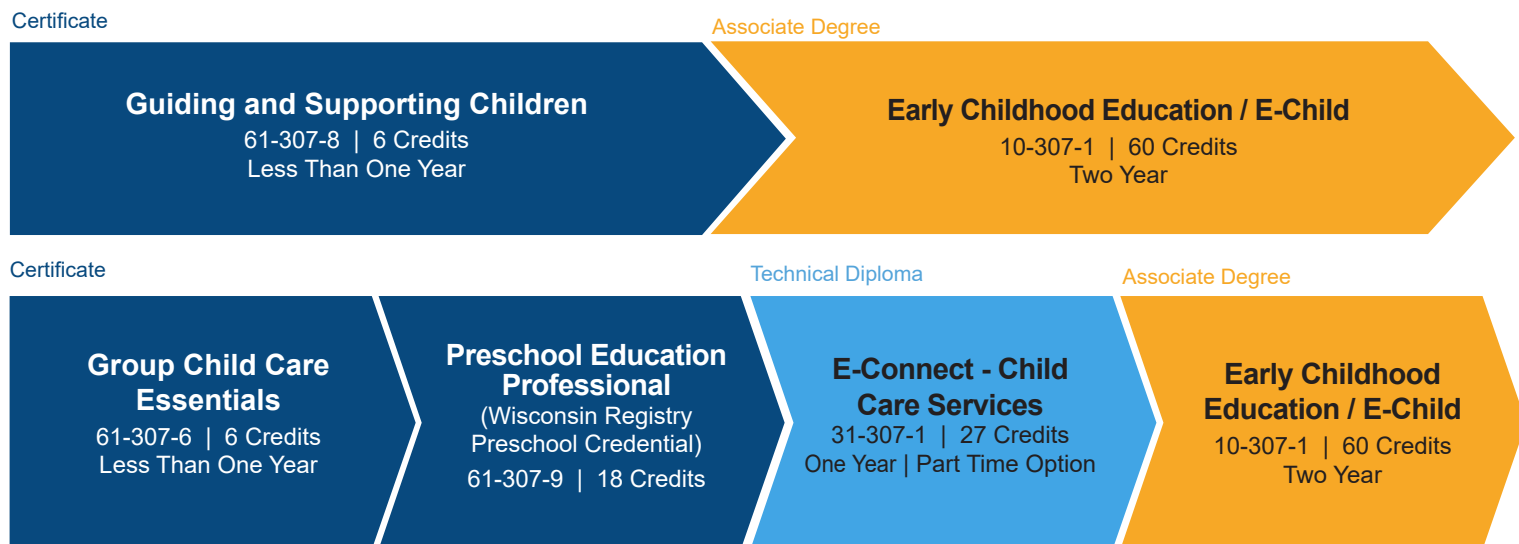 Certificate
Associate Degree
Guiding and Supporting Children
61-307-8 | 6 Credits
Less Than One Year
Early Childhood Education / E-Child
10-307-1 | 60 Credits
Two Year
Certificate
Technical Diploma
Associate Degree
Group Child Care
Essentials
61-307-6 | 6 Credits
Less Than One Year
Preschool Education
Professional
(Wisconsin Registry
Preschool Credential)
61-307-9 | 18 Credits
E-Connect - Child
Care Services
31-307-1 | 27 Credits
One Year | Part Time Option
Early Childhood
Education / E-Child
10-307-1 | 60 Credits
Two Year